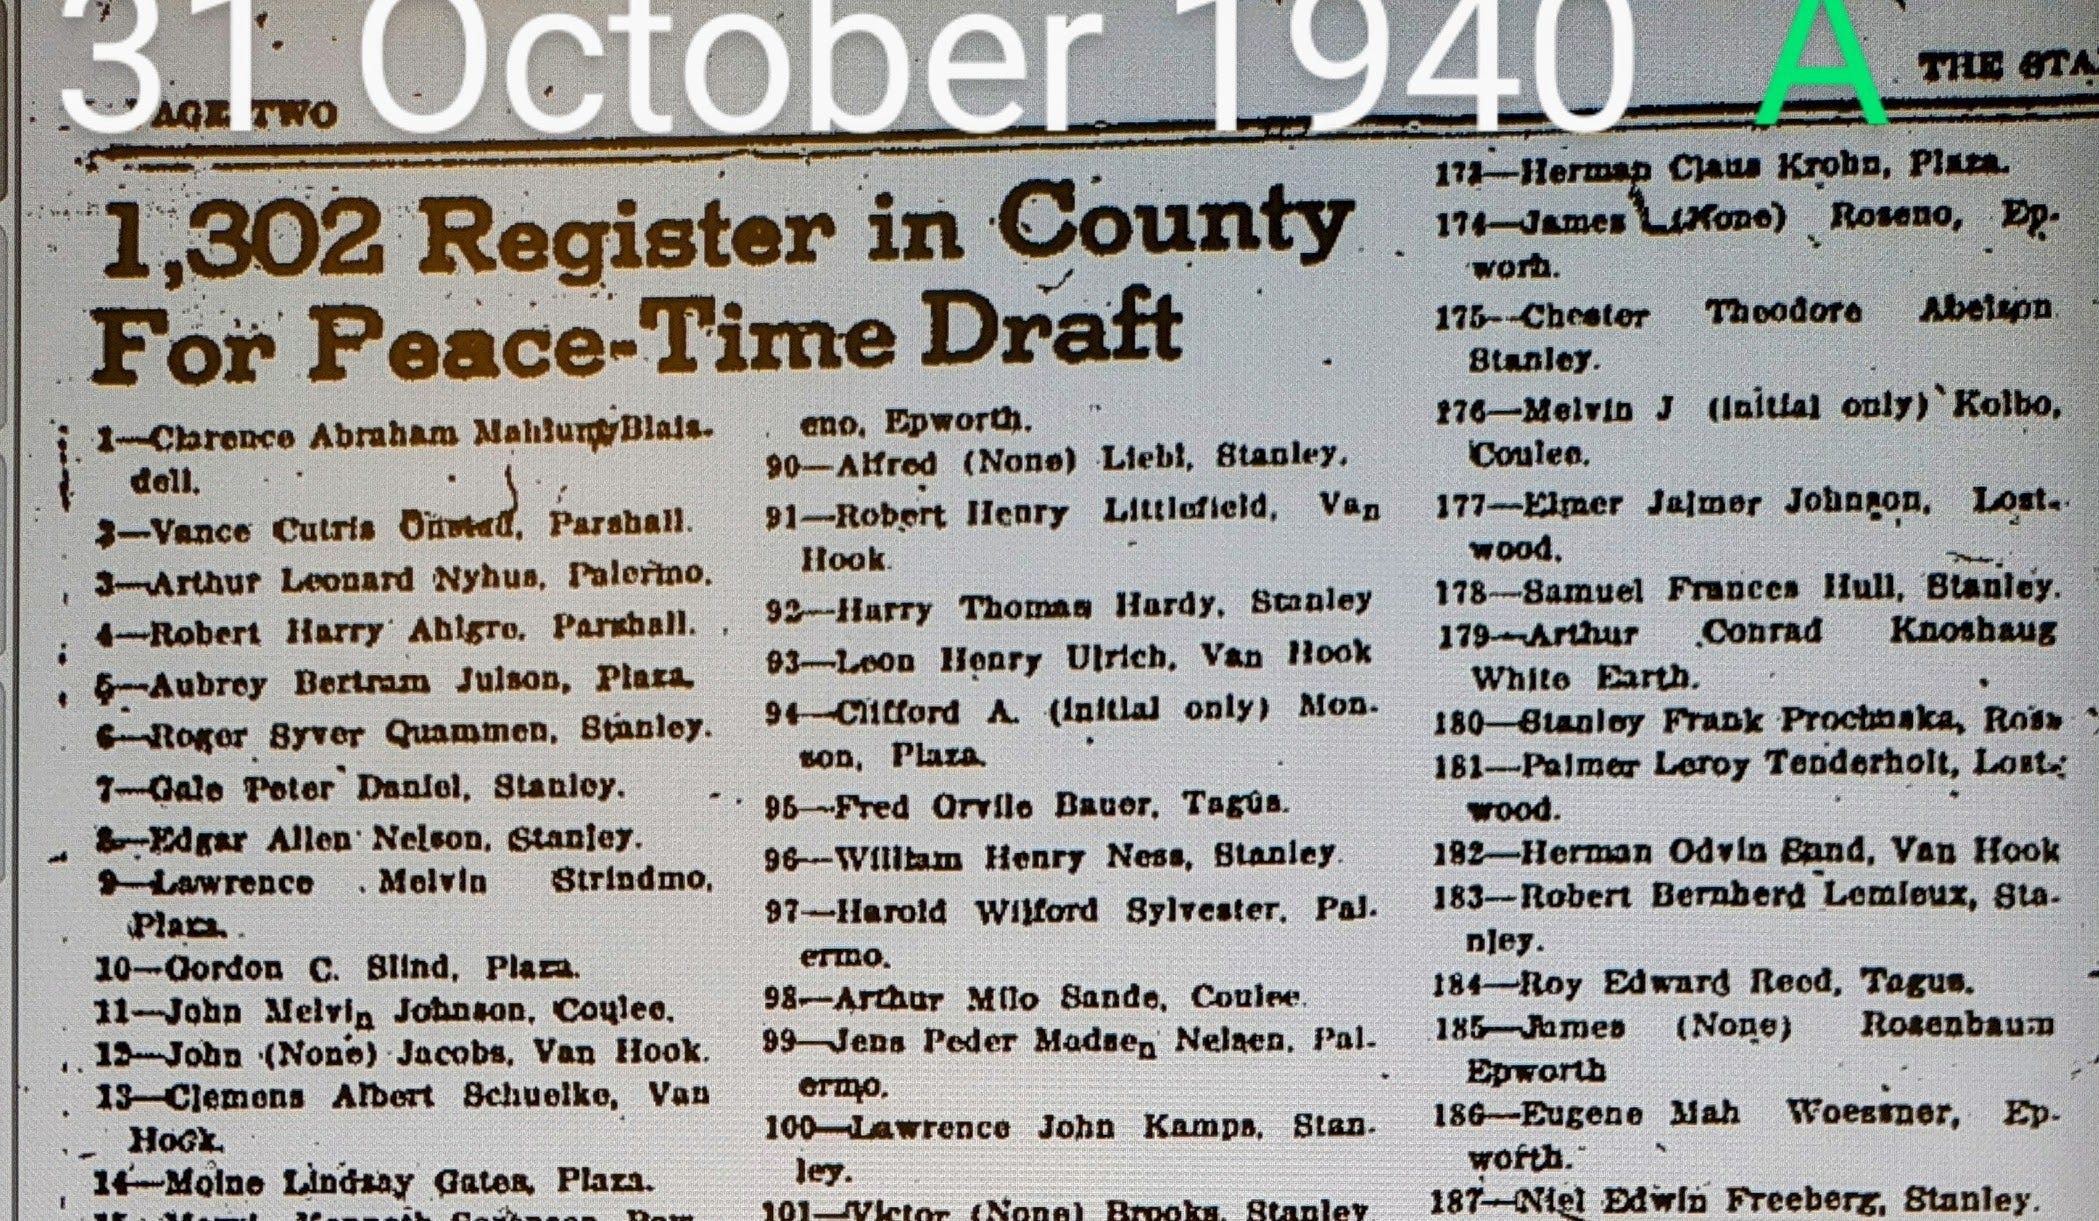 31 October 1940 A
PAGE TWO
THE STA
1,302 Register in County
For Peace-Time Draft
1—Clarence Abraham Mahlum, Blais-
dell.
2—Vance Cutris Onstad, Parshall.
3—Arthur Leonard Nyhus, Palermo.
4—Robert Harry Ahlgre, Parshall.
5—Aubrey Bertram Julson, Plaza.
6—Roger Syver Quammen, Stanley.
7—Gale Peter Daniel, Stanley.
8—Edgar Allen Nelson, Stanley.
9—Lawrence Melvin Strindmo,
Plaza.
10—Gordon C. Slind, Plaza.
11—John Melvin Johnson, Coulee.
12—John (None) Jacobs, Van Hook.
13—Clemens Albert Schuelke, Van
Hook.
14—Moine Lindsay Gates, Plaza.
eno, Epworth.
90—Alfred (None) Liebl, Stanley.
91—Robert Henry Littlefield, Van
Hook.
92—Harry Thomas Hardy, Stanley
93—Leon Henry Ulrich, Van Hook
94—Clifford A. (initial only) Mon-
son, Plaza.
95—Fred Orvile Bauer, Tagus.
96—William Henry Ness, Stanley.
97—Harold Wilford Sylvester, Pal-
ermo.
98—Arthur Milo Sande, Coulee.
99—Jens Peder Madsen Nelsen, Pal-
ermo.
100—Lawrence John Kamps, Stan-
ley.
101—Victor (None) Brooks, Stanley
173—Herman Claus Krohn, Plaza.
174—James (None) Roseno, Ep-
worth.
175—Chester Theodore Abelson
Stanley.
176—Melvin J (initial only) Kolbo,
Coulee.
177—Elmer Jalmer Johnson, Lost-
wood.
178—Samuel Frances Hull, Stanley.
179—Arthur Conrad Knoshaug
White Earth.
180—Stanley Frank Prochnska, Ross
181—Palmer Leroy Tenderholt, Lost-
wood.
182—Herman Odvin Sand, Van Hook
183—Robert Bernherd Lemieux, Sta-
nley.
184—Roy Edward Reed, Tagus.
185—James (None) Rosenbaum
Epworth
186—Eugene Mah Woessner, Ep-
worth.
187—Niel Edwin Freeberg, Stanley.